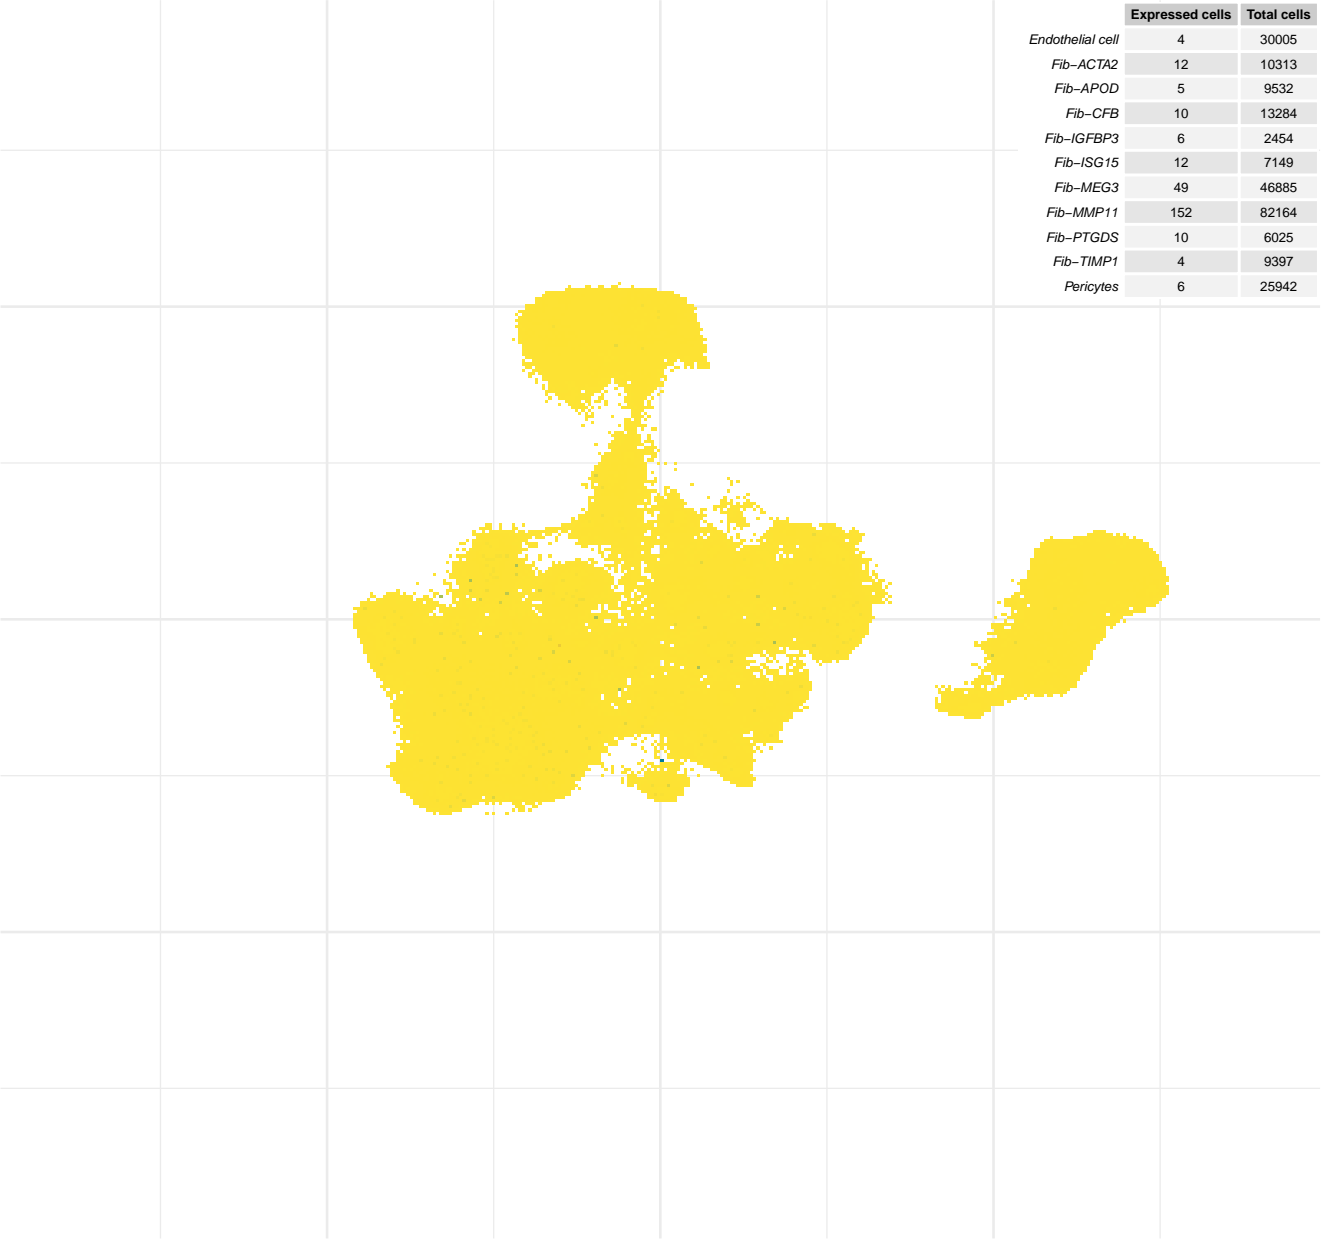 Expressed cells Total cells
Endothelial cell 4 30005
Fib−ACTA2 12 10313
Fib−APOD 5 9532
Fib−CFB 10 13284
Fib−IGFBP3 6 2454
Fib−ISG15 12 7149
Fib−MEG3 49 46885
Fib−MMP11 152 82164
Fib−PTGDS 10 6025
Fib−TIMP1 4 9397
Pericytes 6 25942